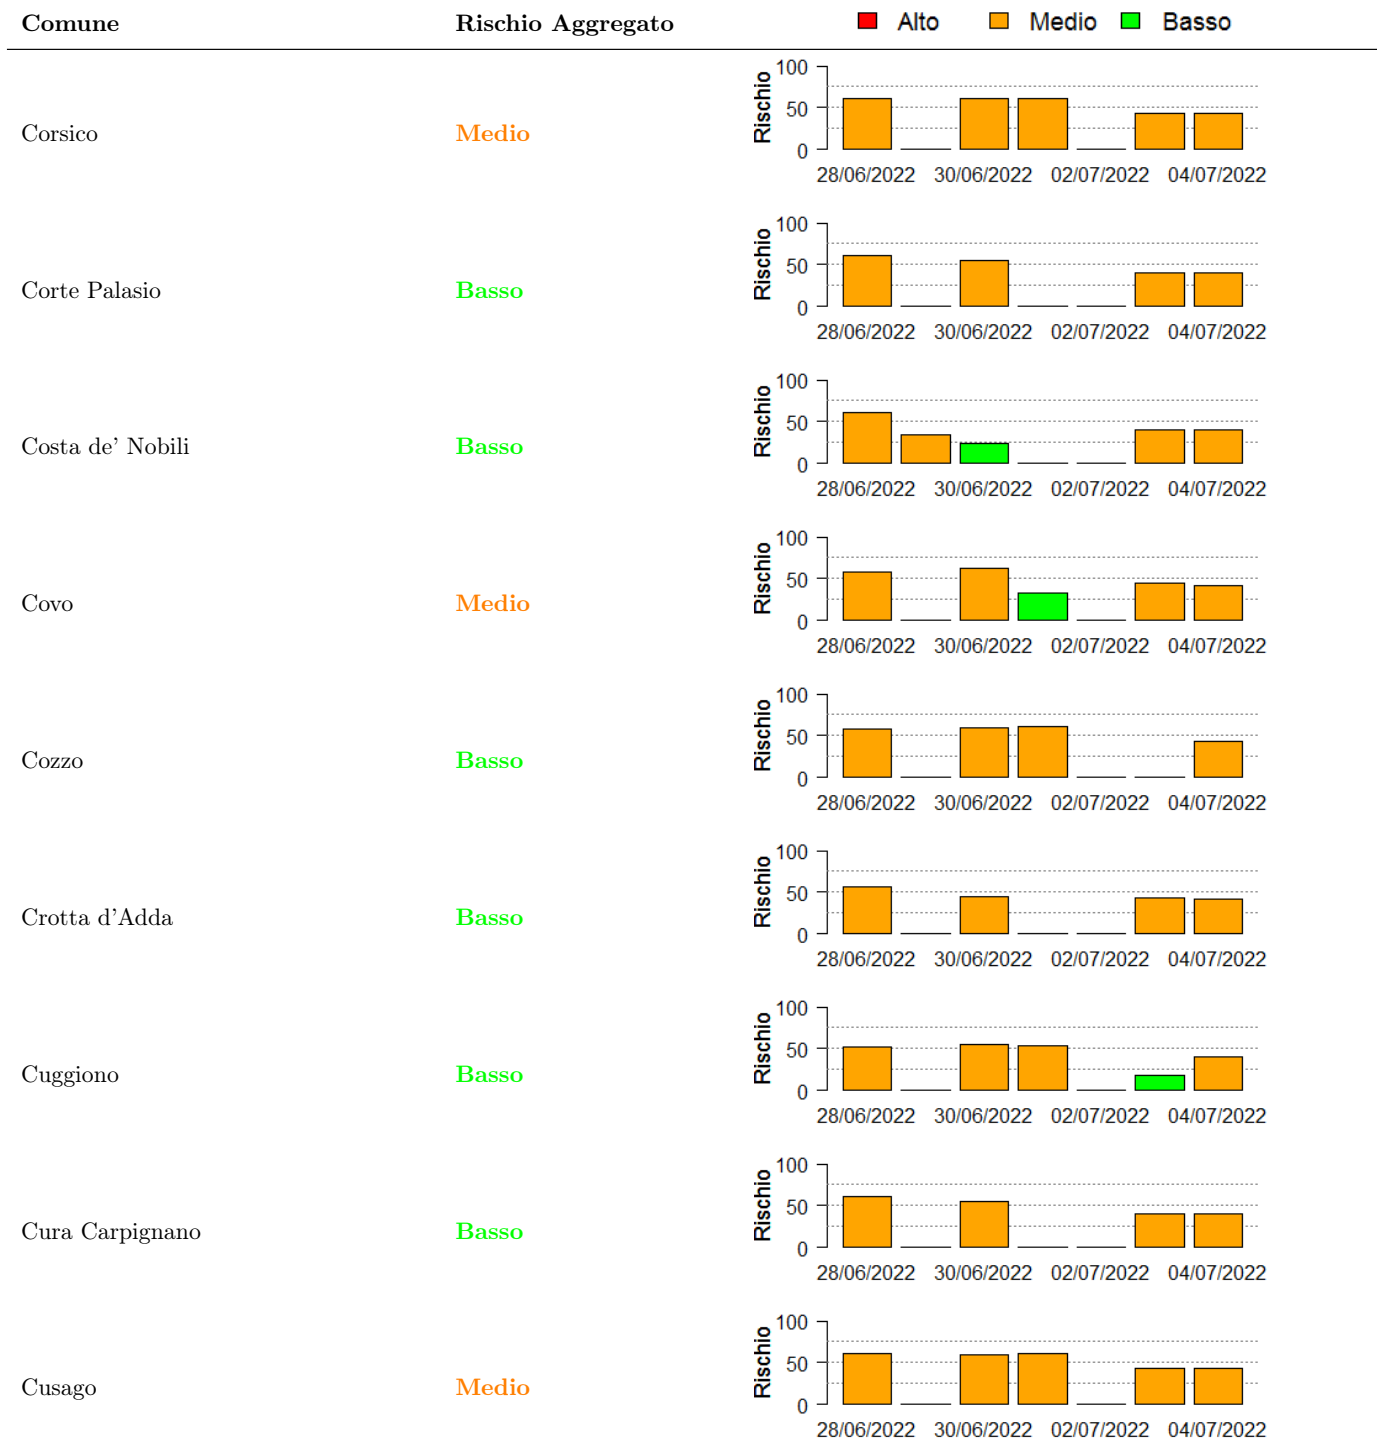 Comune Rischio Aggregato Alto Medio Basso
Corsico Medio
Rischio
100
50
0
28/06/2022 30/06/2022 02/07/2022 04/07/2022
Corte Palasio Basso
Rischio
100
50
0
28/06/2022 30/06/2022 02/07/2022 04/07/2022
Costa de' Nobili Basso
Rischio
100
50
0
28/06/2022 30/06/2022 02/07/2022 04/07/2022
Covo Medio
Rischio
100
50
0
28/06/2022 30/06/2022 02/07/2022 04/07/2022
Cozzo Basso
Rischio
100
50
0
28/06/2022 30/06/2022 02/07/2022 04/07/2022
Crotta d'Adda Basso
Rischio
100
50
0
28/06/2022 30/06/2022 02/07/2022 04/07/2022
Cuggiono Basso
Rischio
100
50
0
28/06/2022 30/06/2022 02/07/2022 04/07/2022
Cura Carpignano Basso
Rischio
100
50
0
28/06/2022 30/06/2022 02/07/2022 04/07/2022
Cusago Medio
Rischio
100
50
0
28/06/2022 30/06/2022 02/07/2022 04/07/2022